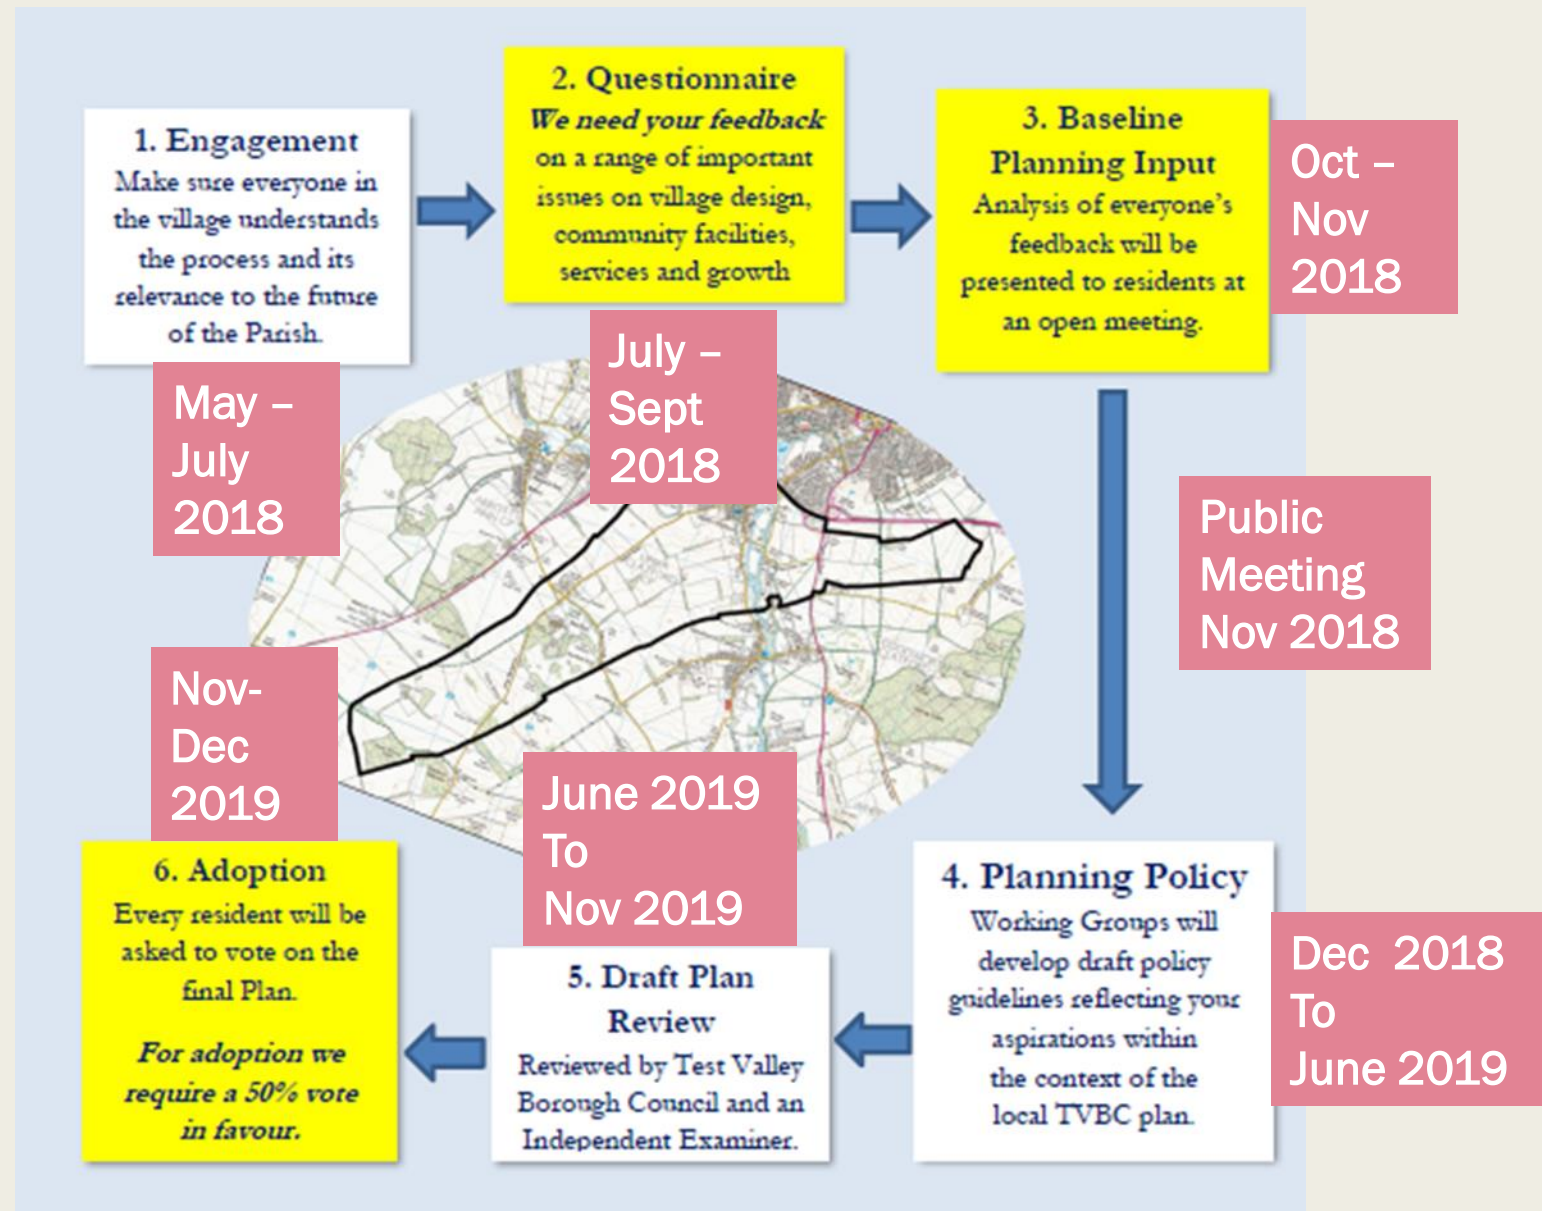 1. Engagement
Make sure everyone in
the village understands
the process and its
relevance to the future
of the Parish.
May –
July
2018
2. Questionnaire
We need your feedback
on a range of important
issues on village design,
community facilities,
services and growth
July –
Sept
2018
3. Baseline
Planning Input
Analysis of everyone's
feedback will be
presented to residents at
an open meeting.
Oct –
Nov
2018
Public
Meeting
Nov 2018
4. Planning Policy
Working Groups will
develop draft policy
guidelines reflecting your
aspirations within
the context of the
local TVBC plan.
Dec  2018
To
June 2019
June 2019
To
Nov 2019
5. Draft Plan
Review
Reviewed by Test Valley
Borough Council and an
Independent Examiner.
Nov-
Dec
2019
6. Adoption
Every resident will be
asked to vote on the
final Plan.
For adoption we
require a 50% vote
in favour.